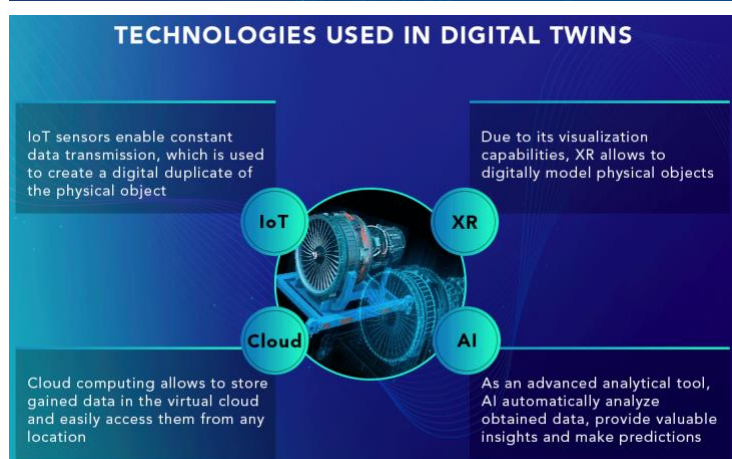 TECHNOLOGIES USED IN DIGITAL TWINS
IoT sensors enable constant
data transmission, which is used
to create a digital duplicate of
the physical object
Due to its visualization
capabilities, XR allows to
digitally model physical objects
IoT
XR
Cloud
AI
Cloud computing allows to store
gained data in the virtual cloud
and easily access them from any
location
As an advanced analytical tool,
AI automatically analyze
obtained data, provide valuable
insights and make predictions